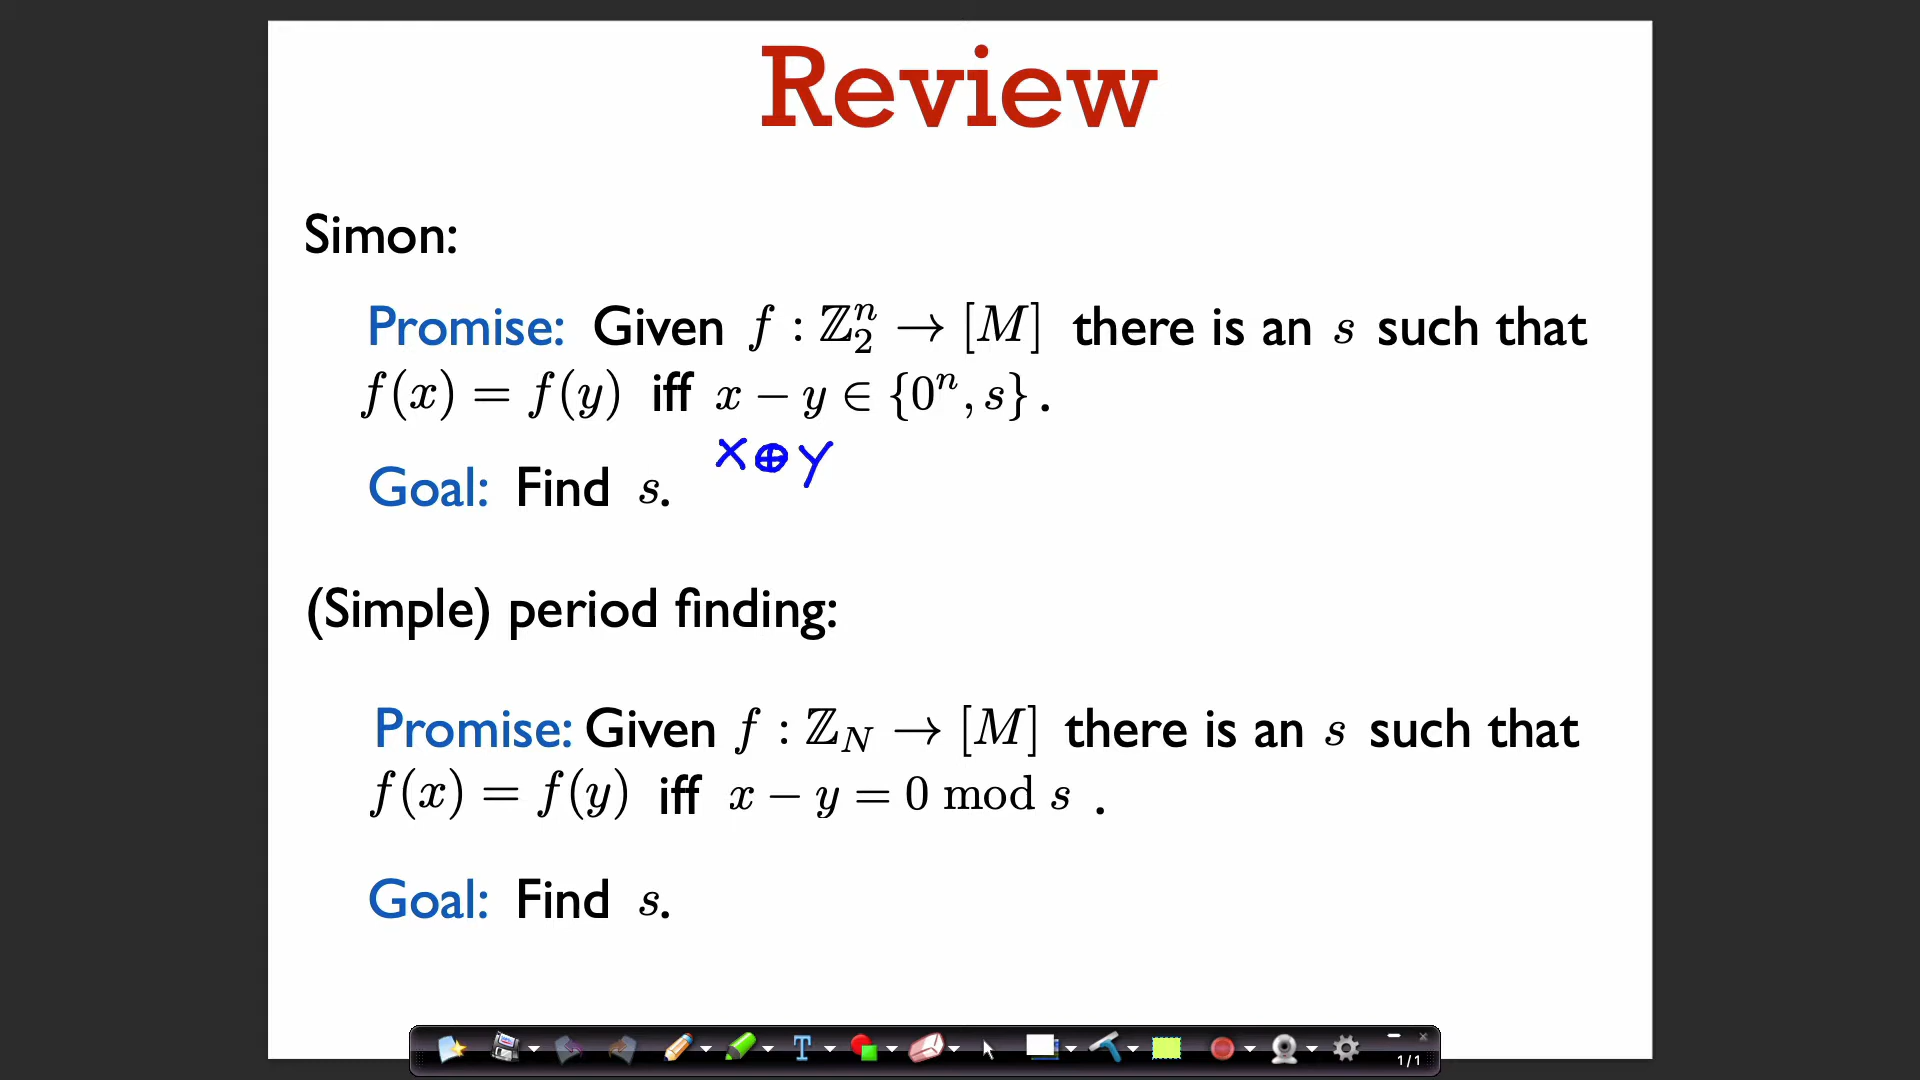 Review
Simon:
Promise: Given f : ℤ₂ⁿ → [M] there is an s such that
f(x) = f(y) iff x − y ∈ {0ⁿ, s}.
x⊕y
Goal: Find s.
(Simple) period finding:
Promise: Given f : ℤ_N → [M] there is an s such that
f(x) = f(y) iff x − y = 0 mod s .
Goal: Find s.
T
1/1